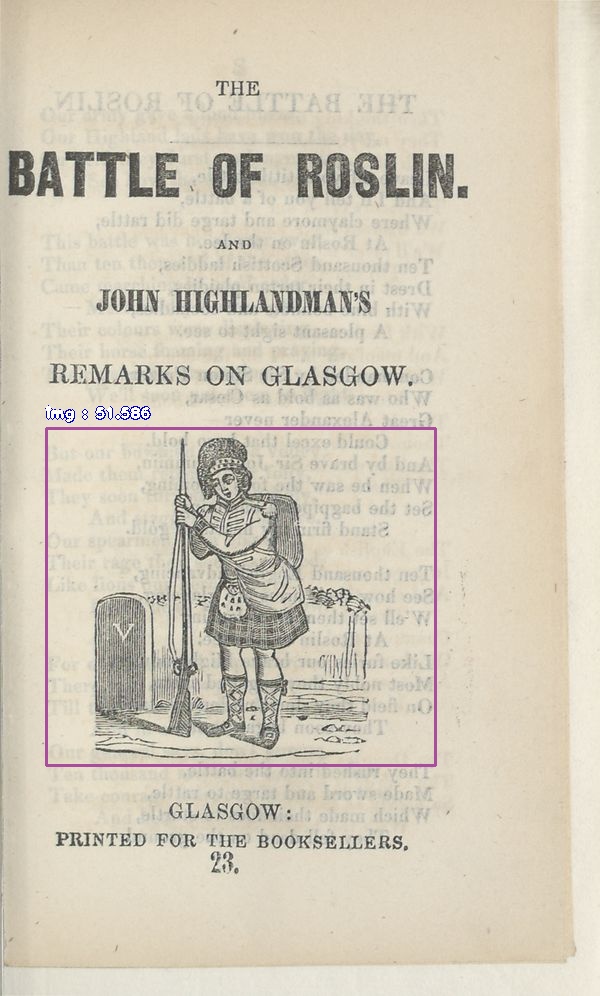 THE
BATTLE OF ROSLIN.
AND
JOHN HIGHLANDMAN'S
REMARKS ON GLASGOW.
img : 51.586
V
GLASGOW:
PRINTED FOR THE BOOKSELLERS.
23.